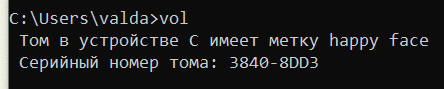 C:\Users\valda>vol
Том в устройстве C имеет метку happy face
Серийный номер тома: 3840-8DD3